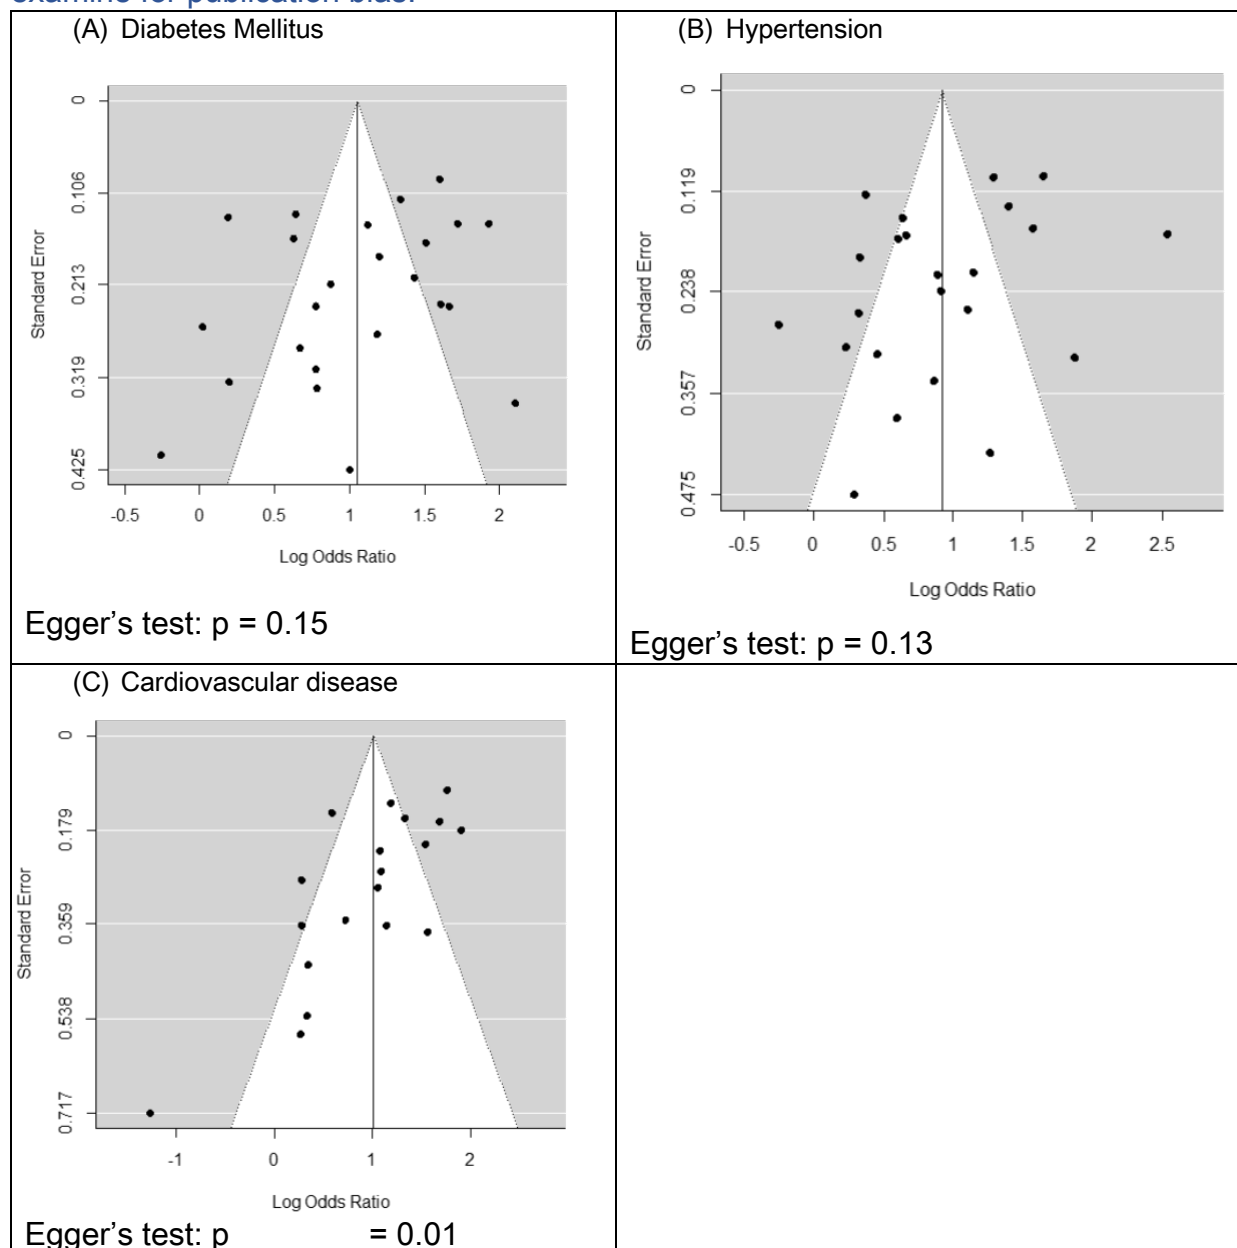 examine for publication bias.
(A) Diabetes Mellitus
Standard Error
0
0.106
0.213
0.319
0.425
-0.5 0 0.5 1 1.5 2
Log Odds Ratio
Egger's test: p = 0.15
(B) Hypertension
Standard Error
0
0.119
0.238
0.357
0.475
-0.5 0 0.5 1 1.5 2 2.5
Log Odds Ratio
Egger's test: p = 0.13
(C) Cardiovascular disease
Standard Error
0
0.179
0.359
0.538
0.717
-1 0 1 2
Log Odds Ratio
Egger's test: p = 0.01